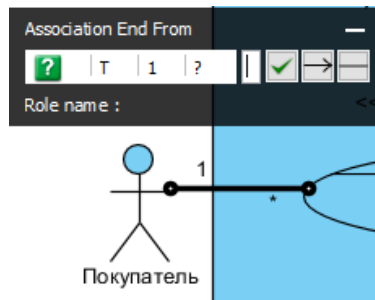 Association End From
? T 1 ?
Role name :
<<
1
*
Покупатель